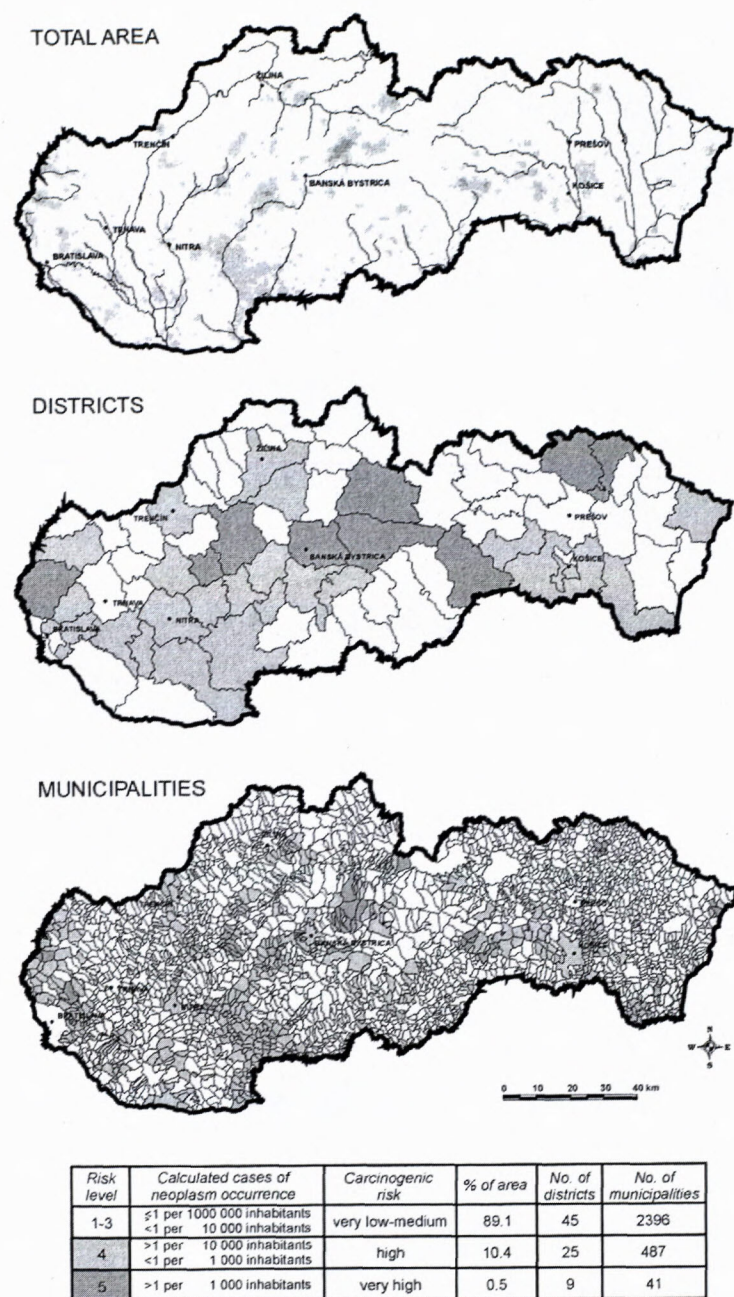 TOTAL AREA
ŽILINA
TRENČÍN
PREŠOV
BANSKÁ BYSTRICA
KOŠICE
TRNAVA
NITRA
BRATISLAVA
DISTRICTS
ŽILINA
TRENČÍN
PREŠOV
BANSKÁ BYSTRICA
KOŠICE
TRNAVA
NITRA
BRATISLAVA
MUNICIPALITIES
BANSKÁ BYSTRICA
BRATISLAVA
N
W E
S
0 10 20 30 40 km
Risk level Calculated cases of neoplasm occurrence Carcinogenic risk % of area No. of districts No. of municipalities
1-3 ≤1 per 1000 000 inhabitants <1 per 10 000 inhabitants very low-medium 89.1 45 2396
4 >1 per 10 000 inhabitants <1 per 1 000 inhabitants high 10.4 25 487
5 >1 per 1 000 inhabitants very high 0.5 9 41